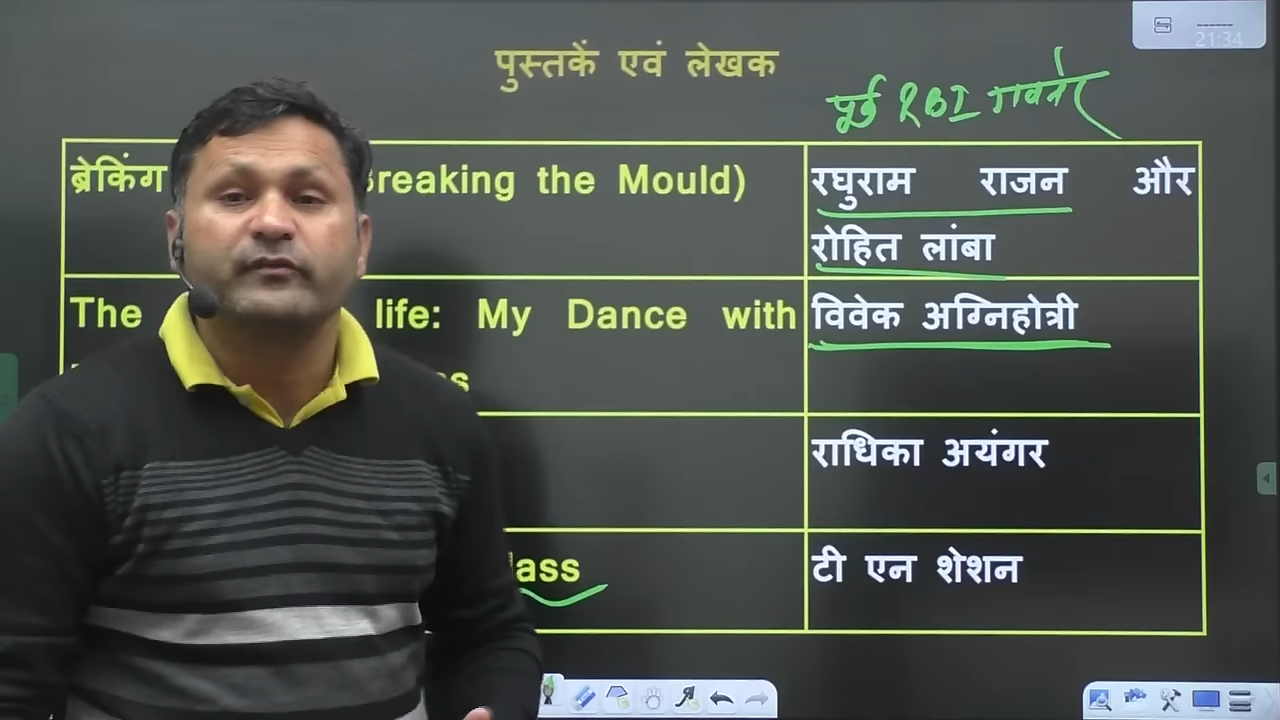 21:34
पुस्तकें एवं लेखक
पूर्व RBI गवर्नर
ब्रेकिंग reaking the Mould)
रघुराम राजन और
रोहित लांबा
The life: My Dance with
विवेक अग्निहोत्री
राधिका अयंगर
ass
टी एन शेशन